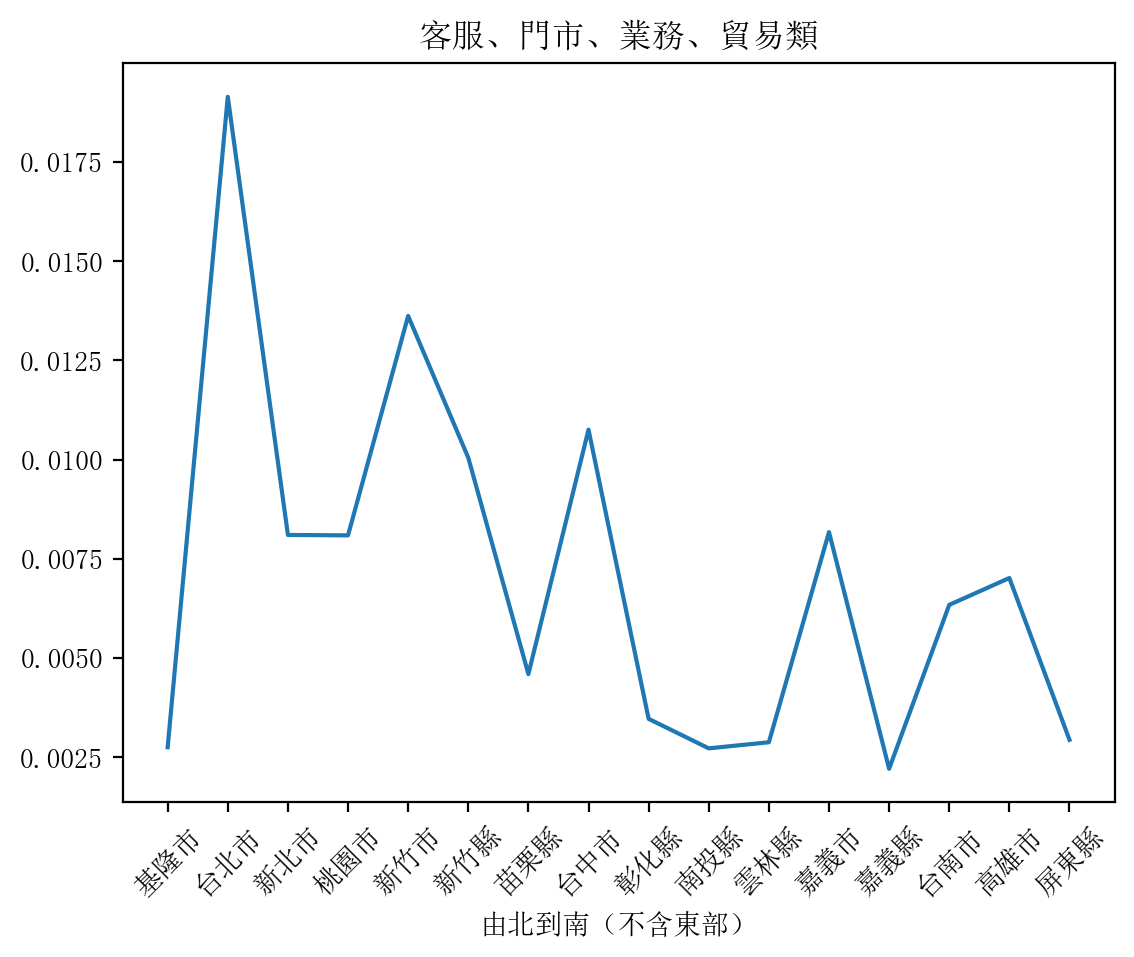 客服、門市、業務、貿易類
0.0175
0.0150
0.0125
0.0100
0.0075
0.0050
0.0025
基隆市
台北市
新北市
桃園市
新竹市
新竹縣
苗栗縣
台中市
彰化縣
南投縣
雲林縣
嘉義市
嘉義縣
台南市
高雄市
屏東縣
由北到南（不含東部）